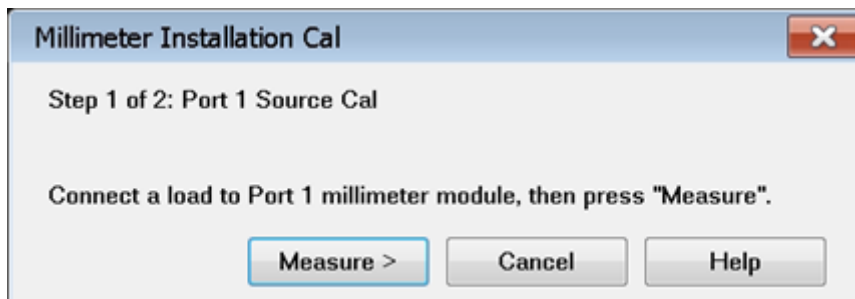 Millimeter Installation Cal
Step 1 of 2: Port 1 Source Cal
Connect a load to Port 1 millimeter module, then press "Measure".
Measure >
Cancel
Help